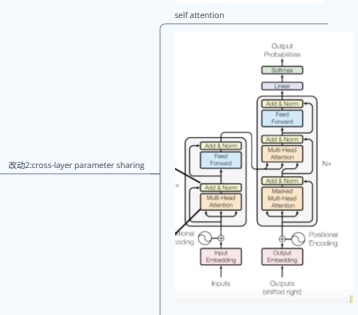 self attention
改动2:cross-layer parameter sharing
Output
Probabilities
Softmax
Linear
Add & Norm
Feed
Forward
Add & Norm
Multi-Head
Attention
Add & Norm
Masked
Multi-Head
Attention
Nx
Add & Norm
Feed
Forward
Add & Norm
Multi-Head
Attention
Positional
Encoding
Input
Embedding
Output
Embedding
Inputs
Outputs
(shifted right)